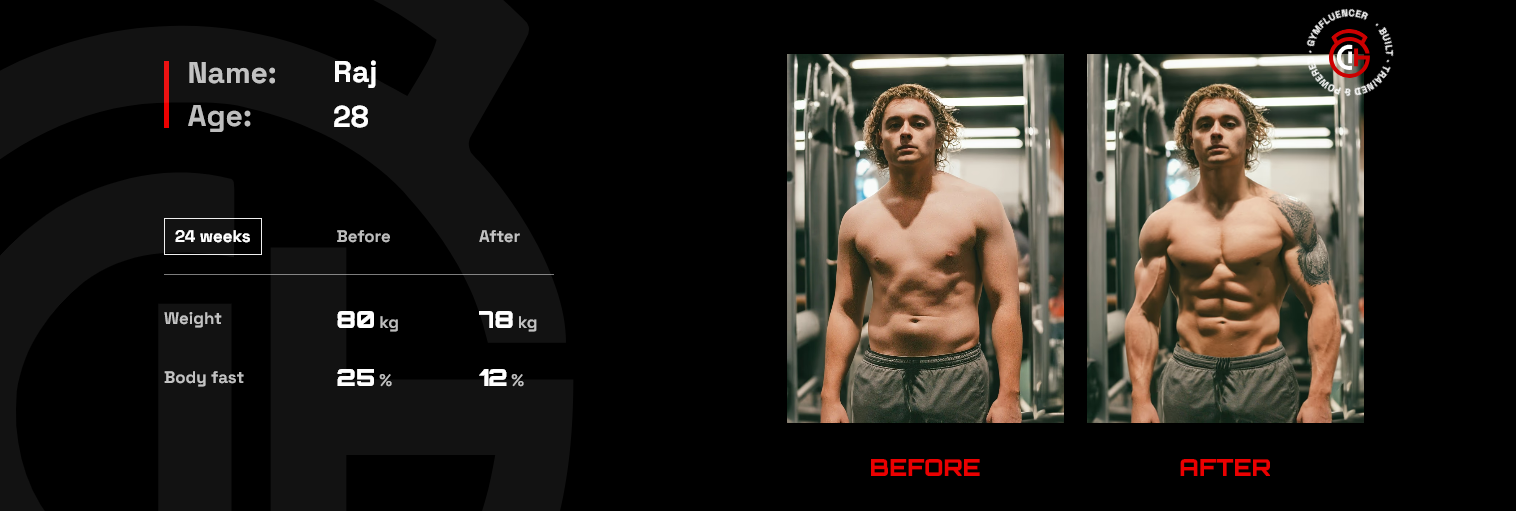 Name: Raj
Age: 28
24 weeks Before After
Weight 80 kg 78 kg
Body fast 25 % 12 %
BEFORE AFTER
GYMFLUENCER · BUILT · TRAINED & POWERE ·